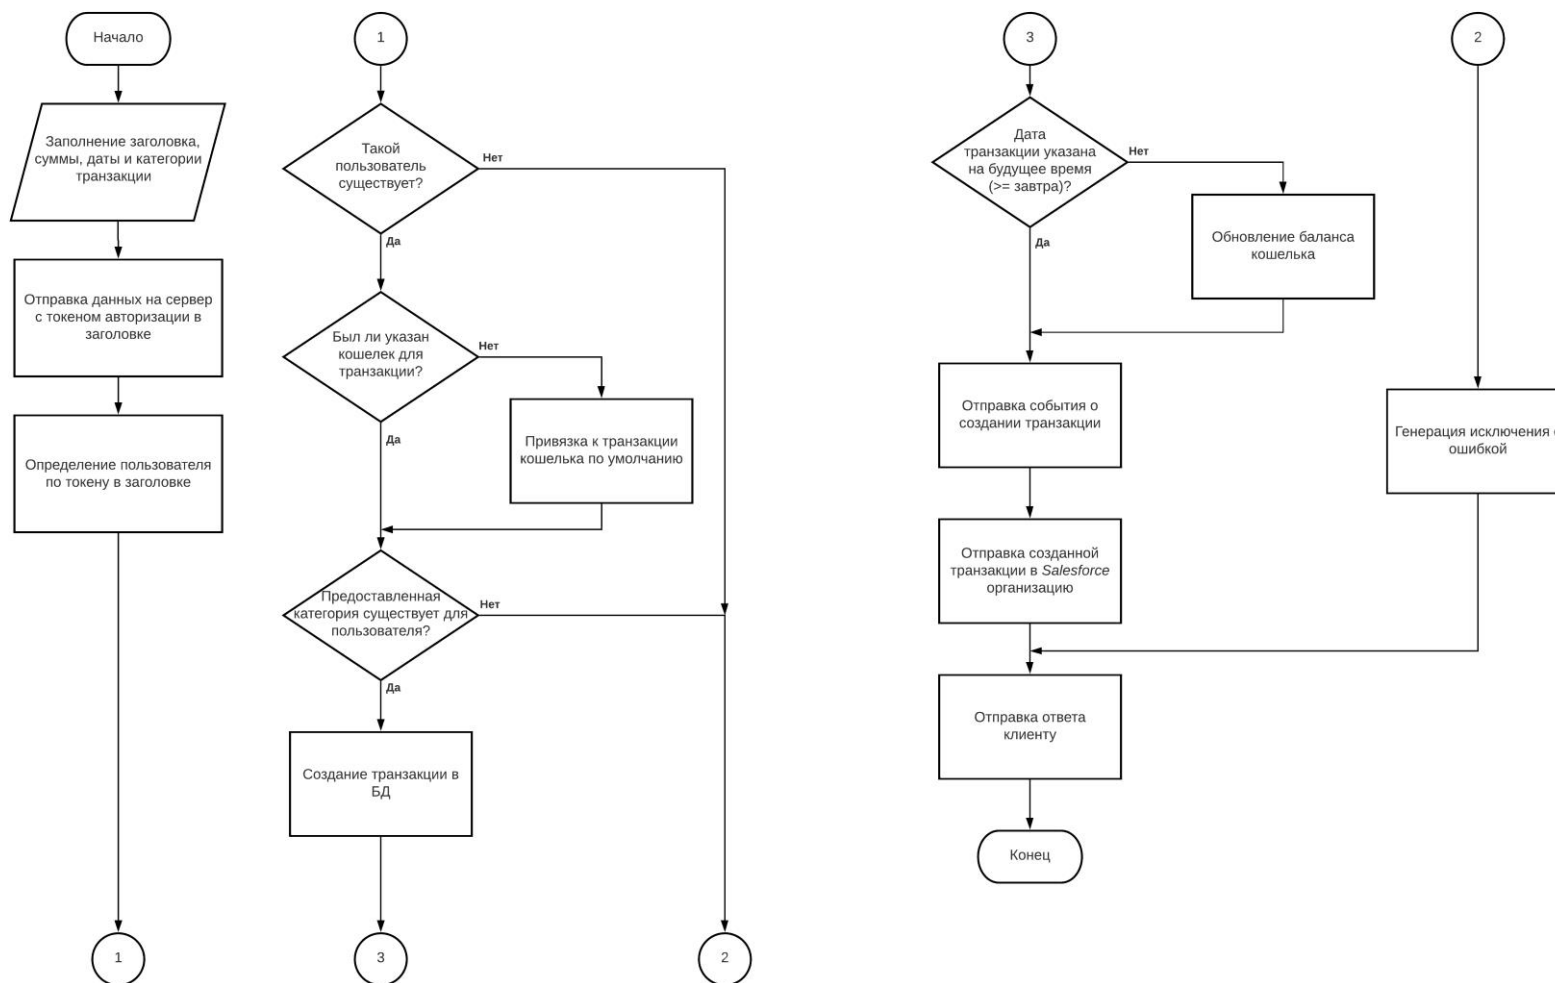 Начало
Заполнение заголовка,
суммы, даты и категории
транзакции
Отправка данных на сервер
с токеном авторизации в
заголовке
Определение пользователя
по токену в заголовке
1
1
Такой
пользователь
существует?
Нет
Да
Был ли указан
кошелек для
транзакции?
Нет
Да
Привязка к транзакции
кошелька по умолчанию
Предоставленная
категория существует для
пользователя?
Нет
Да
Создание транзакции в
БД
3
2
3
Дата
транзакции указана
на будущее время
(>= завтра)?
Нет
Да
Обновление баланса
кошелька
Отправка события о
создании транзакции
Отправка созданной
транзакции в Salesforce
организацию
Отправка ответа
клиенту
Конец
2
Генерация исключения
ошибкой